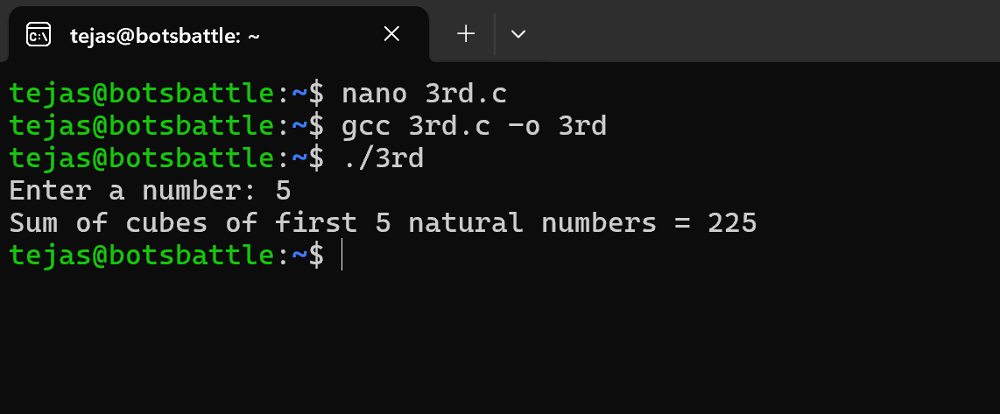 tejas@botsbattle: ~
tejas@botsbattle:~$ nano 3rd.c
tejas@botsbattle:~$ gcc 3rd.c -o 3rd
tejas@botsbattle:~$ ./3rd
Enter a number: 5
Sum of cubes of first 5 natural numbers = 225
tejas@botsbattle:~$